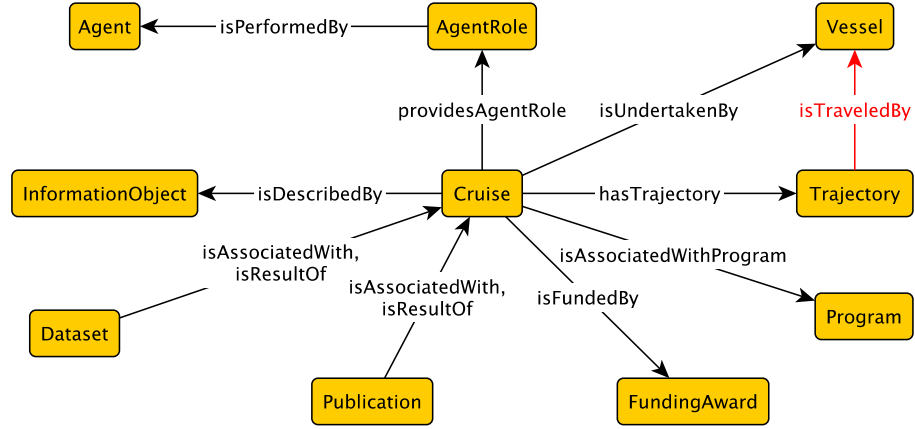 Agent
isPerformedBy
AgentRole
Vessel
providesAgentRole
isUndertakenBy
isTraveledBy
InformationObject
isDescribedBy
Cruise
hasTrajectory
Trajectory
isAssociatedWith,
isResultOf
isAssociatedWithProgram
isAssociatedWith,
isResultOf
isFundedBy
Program
Dataset
Publication
FundingAward